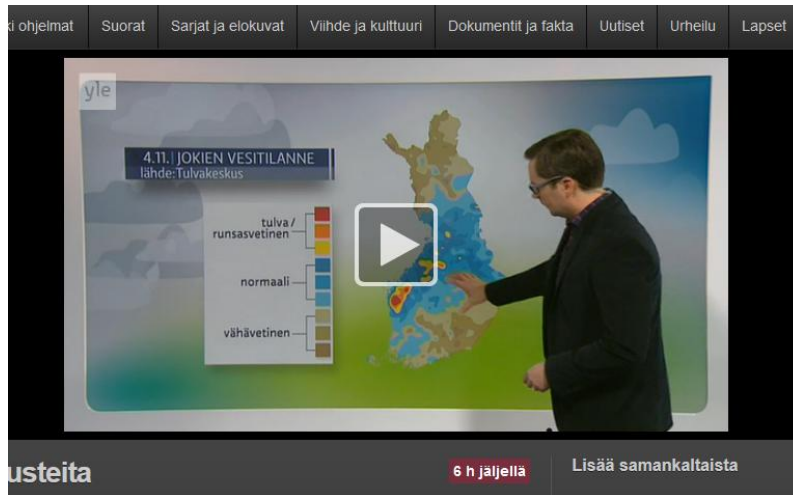 ki ohjelmat Suorat Sarjat ja elokuvat Viihde ja kulttuuri Dokumentit ja fakta Uutiset Urheilu Lapset
yle
4.11. JOKIEN VESITILANNE
lähde:Tulvakeskus
tulva/
runsasvetinen
normaali
vähävetinen
usteita
6 h jäljellä
Lisää samankaltaista